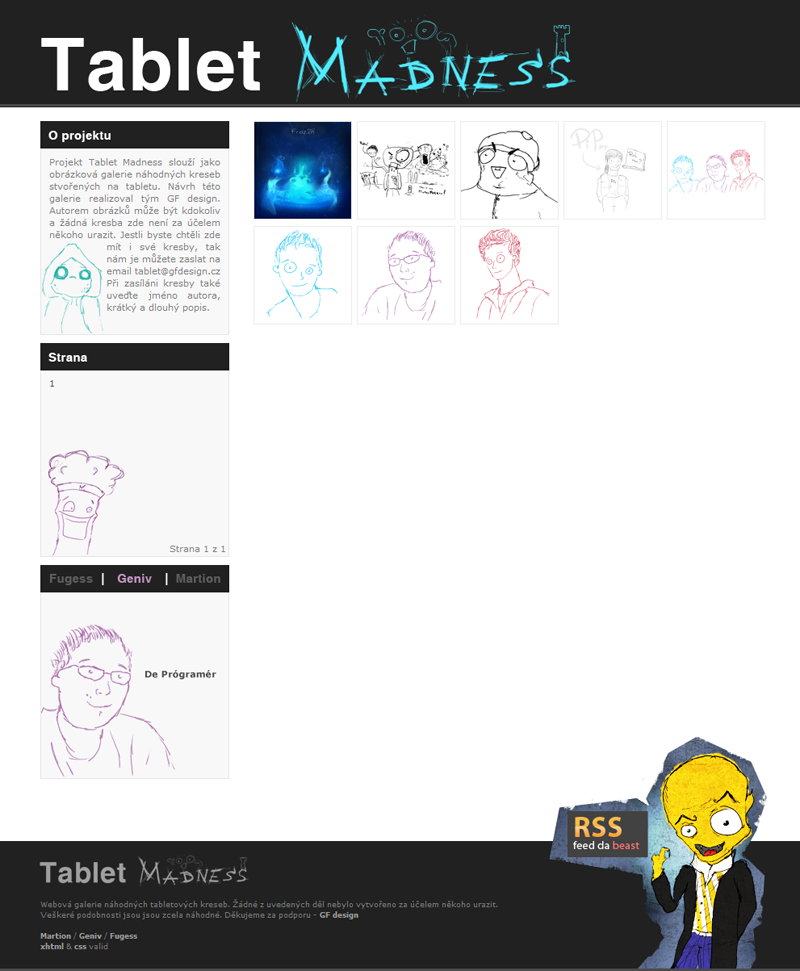 Tablet MADNESS
O projektu
Projekt Tablet Madness slouží jako
obrázková galerie náhodných kreseb
stvořených na tabletu. Návrh této
galerie realizoval tým GF design.
Autorem obrázků může být kdokoliv
a žádná kresba zde není za účelem
někoho urazit. Jestli byste chtěli zde
mít i své kresby, tak
nám je můžete zaslat na
email tablet@gfdesign.cz
Při zasíláni kresby také
uveďte jméno autora,
krátký a dlouhý popis.
Strana
1
Strana 1 z 1
Fugess | Geniv | Martion
De Prógramér
RSS
feed da beast
Tablet MADNESS
Webová galerie náhodných tabletových kreseb. Žádné z uvedených děl nebylo vytvořeno za účelem někoho urazit.
Veškeré podobnosti jsou jsou zcela náhodné. Děkujeme za podporu - GF design
Martion / Geniv / Fugess
xhtml & css valid